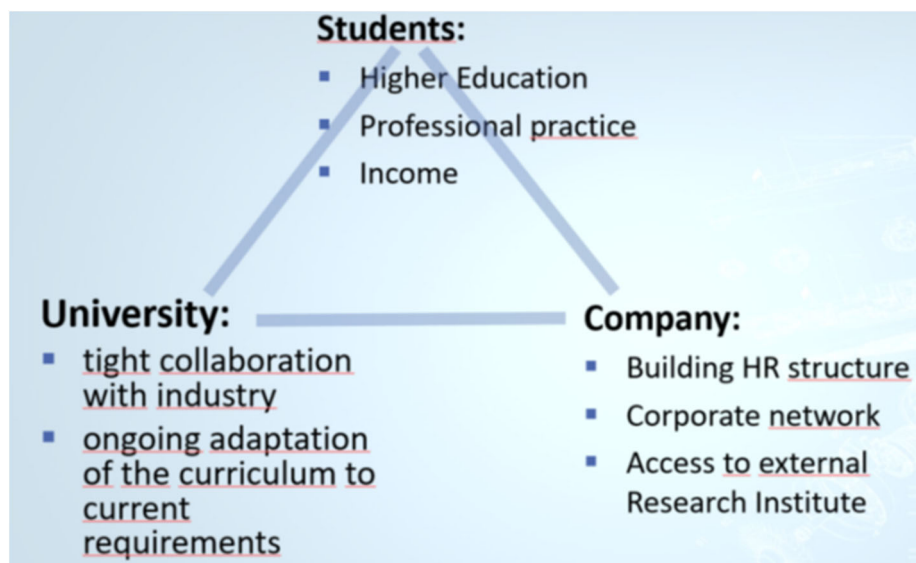 Students:
Higher Education
Professional practice
Income
University:
tight collaboration
with industry
ongoing adaptation
of the curriculum to
current
requirements
Company:
Building HR structure
Corporate network
Access to external
Research Institute